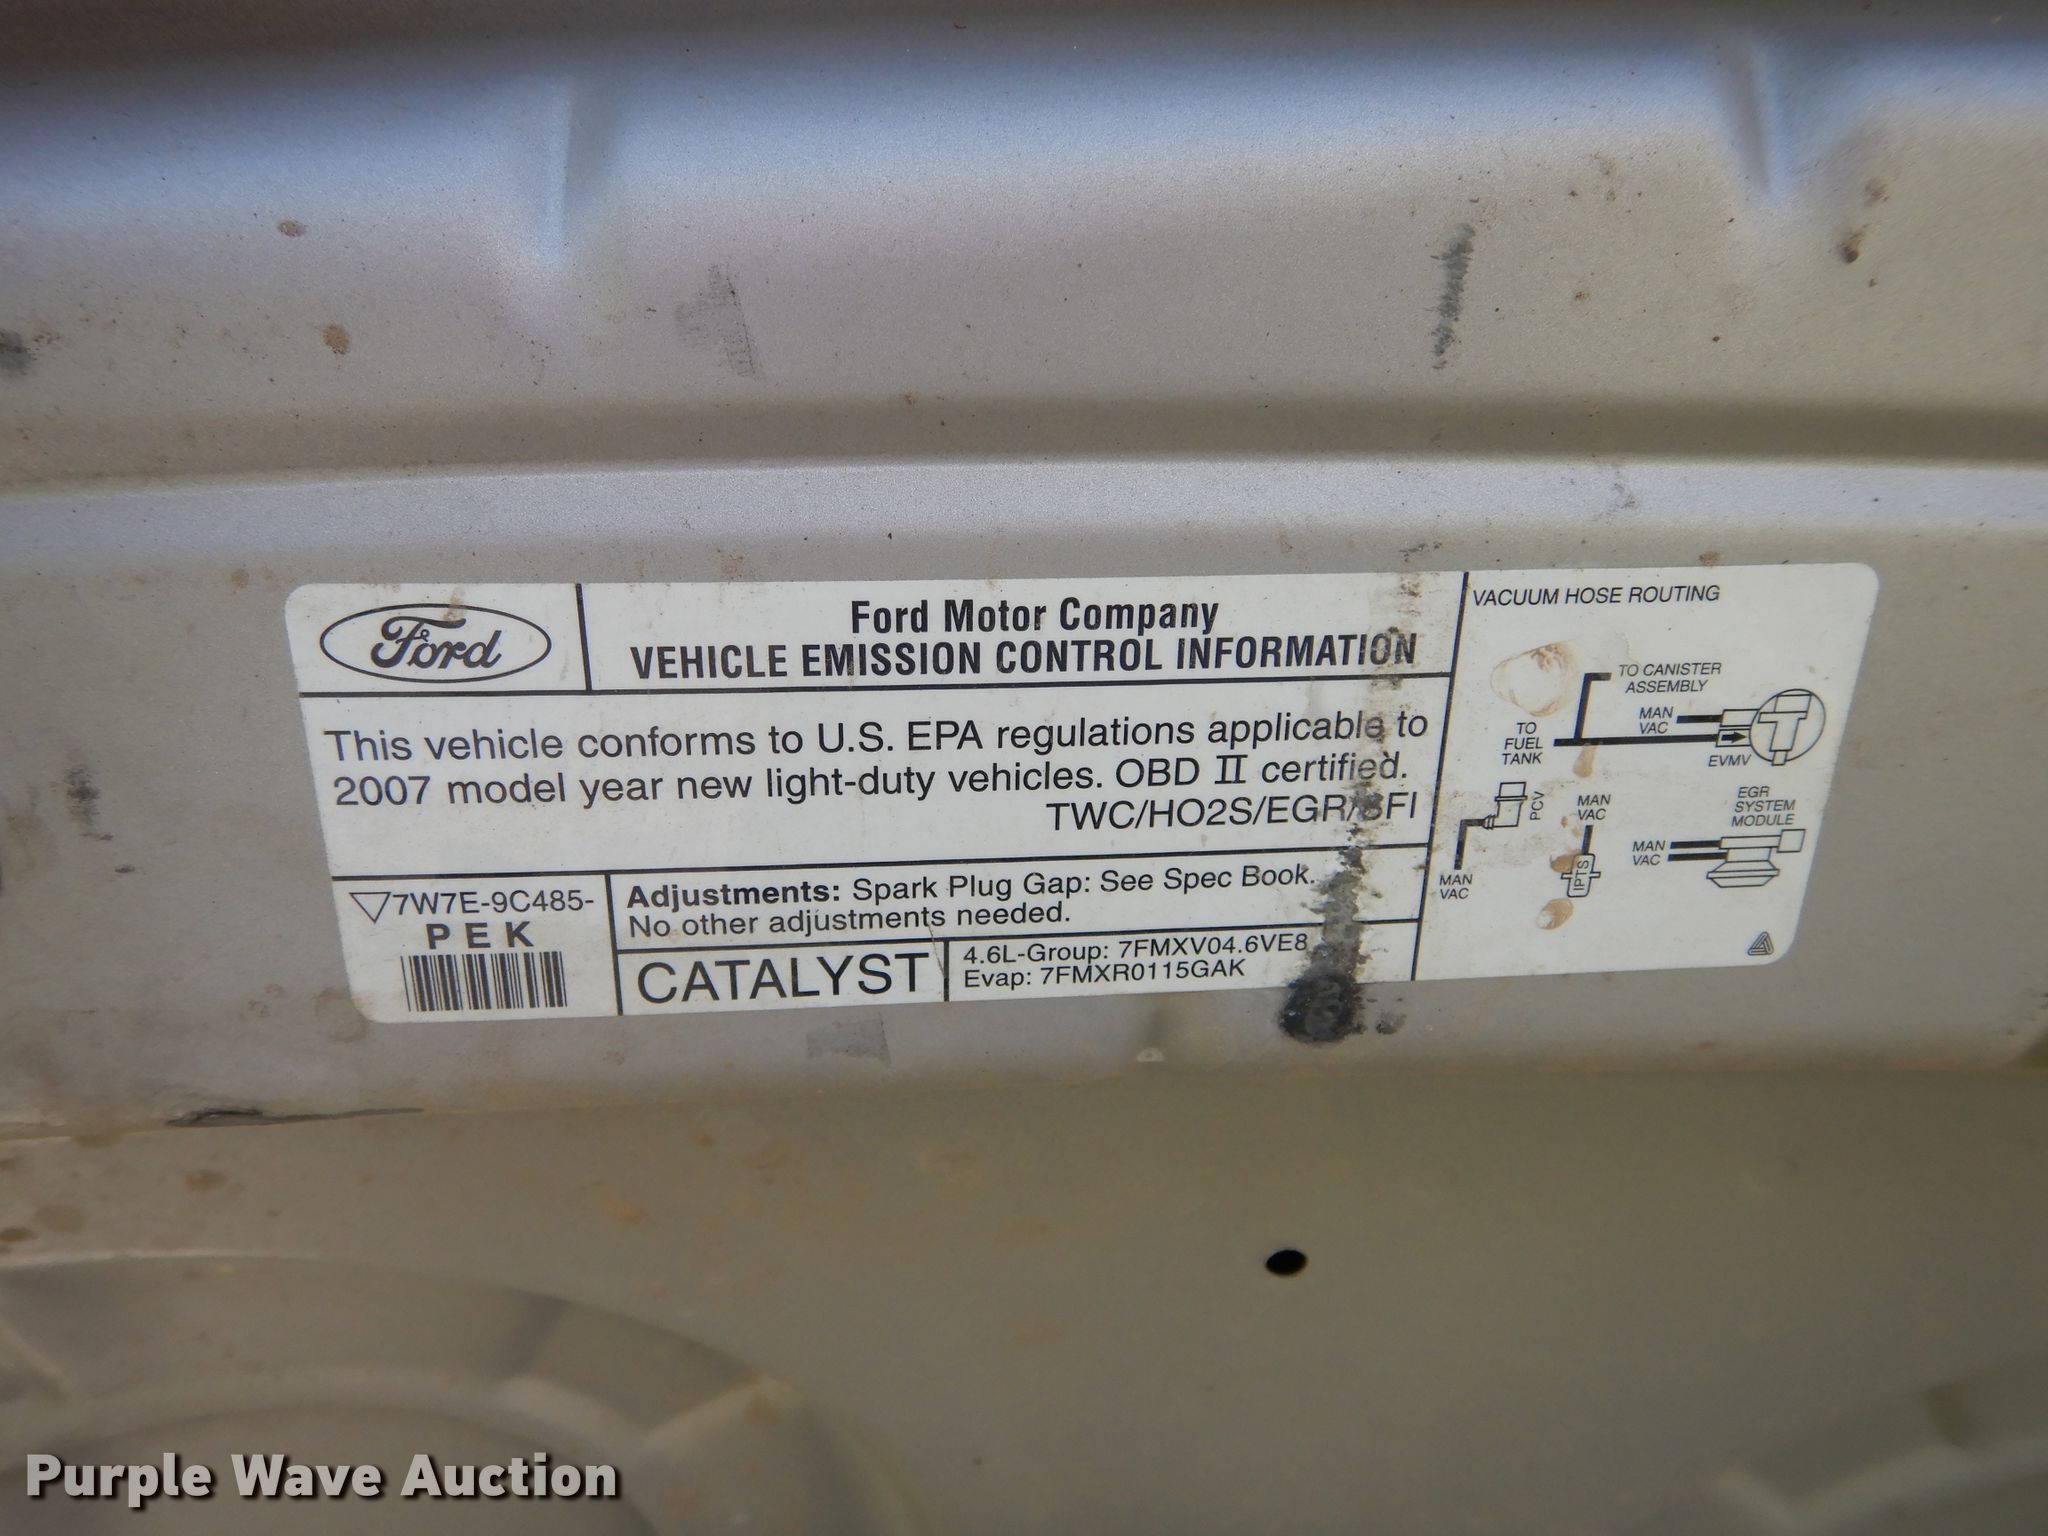 Ford
Ford Motor Company
VEHICLE EMISSION CONTROL INFORMATION
This vehicle conforms to U.S. EPA regulations applicable to
2007 model year new light-duty vehicles. OBD II certified.
TWC/HO2S/EGR/SFI
7W7E-9C485-
PEK
Adjustments: Spark Plug Gap: See Spec Book.
No other adjustments needed.
CATALYST
4.6L-Group: 7FMXV04.6VE8
Evap: 7FMXR0115GAK
VACUUM HOSE ROUTING
TO CANISTER
ASSEMBLY
MAN
VAC
TO
FUEL
TANK
EVMV
PCV
MAN
VAC
MAN
VAC
IPTS
EGR
SYSTEM
MODULE
MAN
VAC
Purple Wave Auction